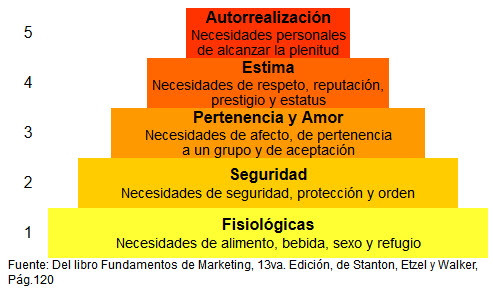 5
Autorrealización
Necesidades personales
de alcanzar la plenitud
4
Estima
Necesidades de respeto, reputación,
prestigio y estatus
3
Pertenencia y Amor
Necesidades de afecto, de pertenencia
a un grupo y de aceptación
2
Seguridad
Necesidades de seguridad, protección y orden
1
Fisiológicas
Necesidades de alimento, bebida, sexo y refugio
Fuente: Del libro Fundamentos de Marketing, 13va. Edición, de Stanton, Etzel y Walker,
Pág.120